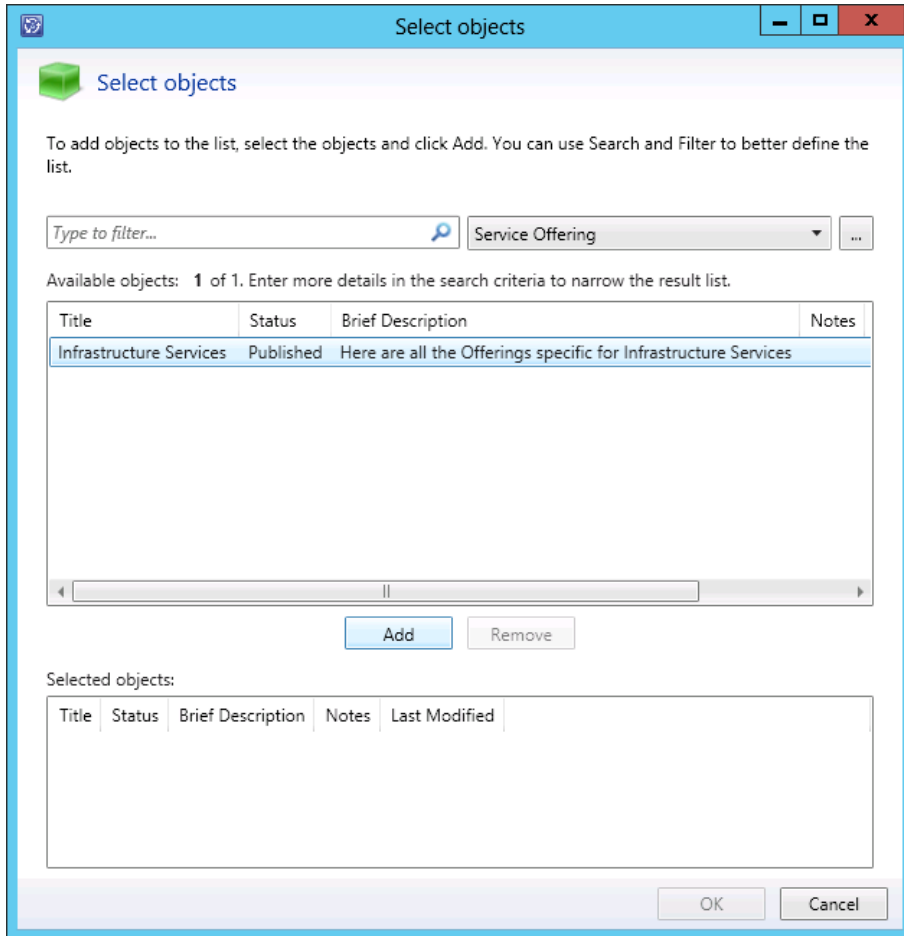 Select objects
Select objects
To add objects to the list, select the objects and click Add. You can use Search and Filter to better define the
list.
Type to filter... Service Offering ...
Available objects: 1 of 1. Enter more details in the search criteria to narrow the result list.
Title Status Brief Description Notes
Infrastructure Services Published Here are all the Offerings specific for Infrastructure Services
Add Remove
Selected objects:
Title Status Brief Description Notes Last Modified
OK Cancel